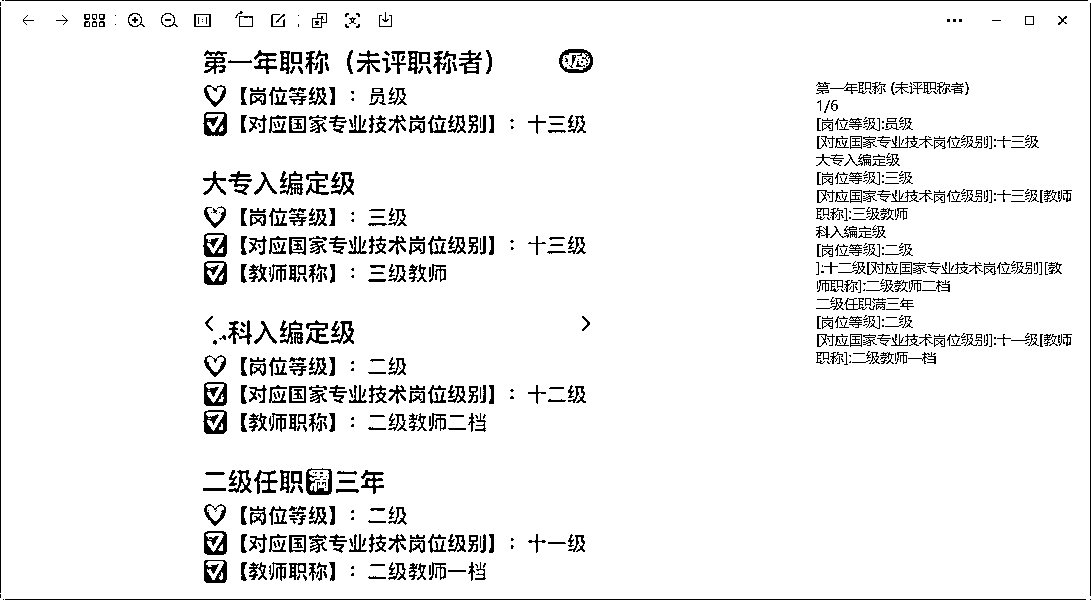 第一年职称（未评职称者）
【岗位等级】：员级
【对应国家专业技术岗位级别】：十三级
大专入编定级
【岗位等级】：三级
【对应国家专业技术岗位级别】：十三级
【教师职称】：三级教师
科入编定级
【岗位等级】：二级
【对应国家专业技术岗位级别】：十二级
【教师职称】：二级教师二档
二级任职满三年
【岗位等级】：二级
【对应国家专业技术岗位级别】：十一级
【教师职称】：二级教师一档
第一年职称 (未评职称者)
1/6
[岗位等级]:员级
[对应国家专业技术岗位级别]:十三级
大专入编定级
[岗位等级]:三级
[对应国家专业技术岗位级别]:十三级[教师
职称]:三级教师
科入编定级
[岗位等级]:二级
].十二级[对应国家专业技术岗位级别][教
师职称]:二级教师二档
二级任职满三年
[岗位等级]:二级
[对应国家专业技术岗位级别]:十一级[教师
职称]:二级教师一档